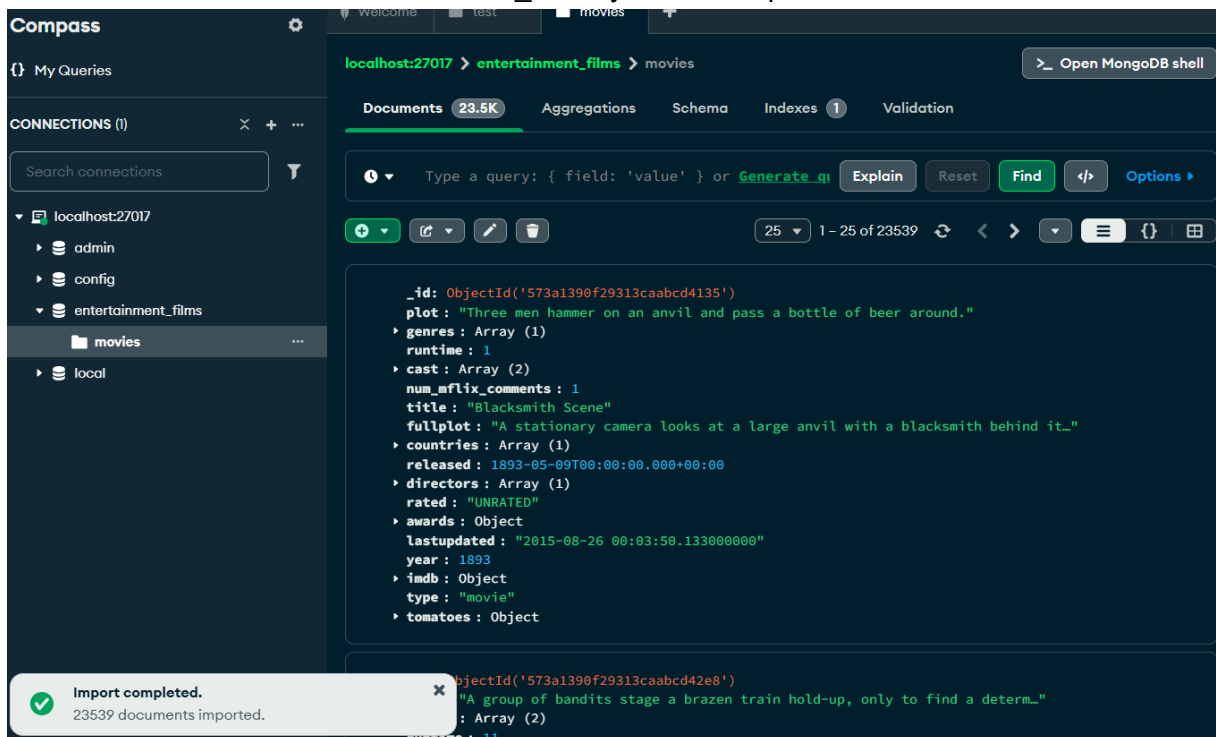 Compass
{} My Queries
CONNECTIONS (1)
Search connections
localhost:27017
admin
config
entertainment_films
movies
local
Welcome test movies
localhost:27017 > entertainment_films > movies
>_ Open MongoDB shell
Documents 23.5K Aggregations Schema Indexes 1 Validation
Type a query: { field: 'value' } or Generate qu Explain Reset Find </> Options
25 1 – 25 of 23539 {}
_id: ObjectId('573a1390f29313caabcd4135')
plot : "Three men hammer on an anvil and pass a bottle of beer around."
genres : Array (1)
runtime : 1
cast : Array (2)
num_mflix_comments : 1
title : "Blacksmith Scene"
fullplot : "A stationary camera looks at a large anvil with a blacksmith behind it…"
countries : Array (1)
released : 1893-05-09T00:00:00.000+00:00
directors : Array (1)
rated : "UNRATED"
awards : Object
lastupdated : "2015-08-26 00:03:50.133000000"
year : 1893
imdb : Object
type : "movie"
tomatoes : Object
bjectId('573a1390f29313caabcd42e8')
"A group of bandits stage a brazen train hold-up, only to find a determ…"
: Array (2)
: 11
Import completed.
23539 documents imported.